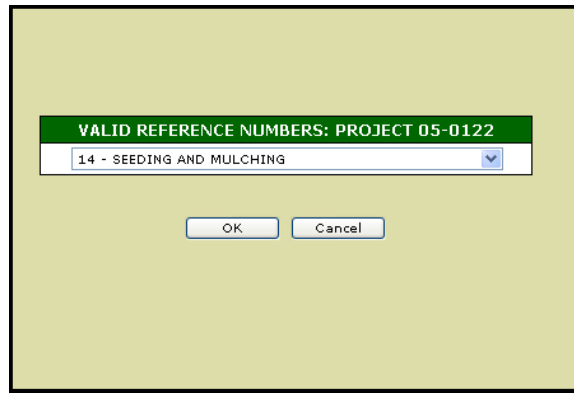 VALID REFERENCE NUMBERS: PROJECT 05-0122
14 - SEEDING AND MULCHING
OK Cancel